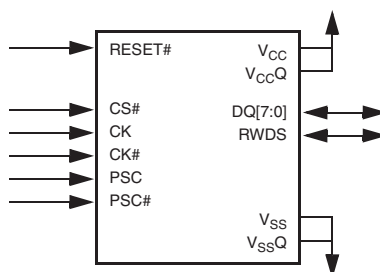 RESET#
VCC
VCCQ
CS#
DQ[7:0]
CK
RWDS
CK#
PSC
PSC#
VSS
VSSQ